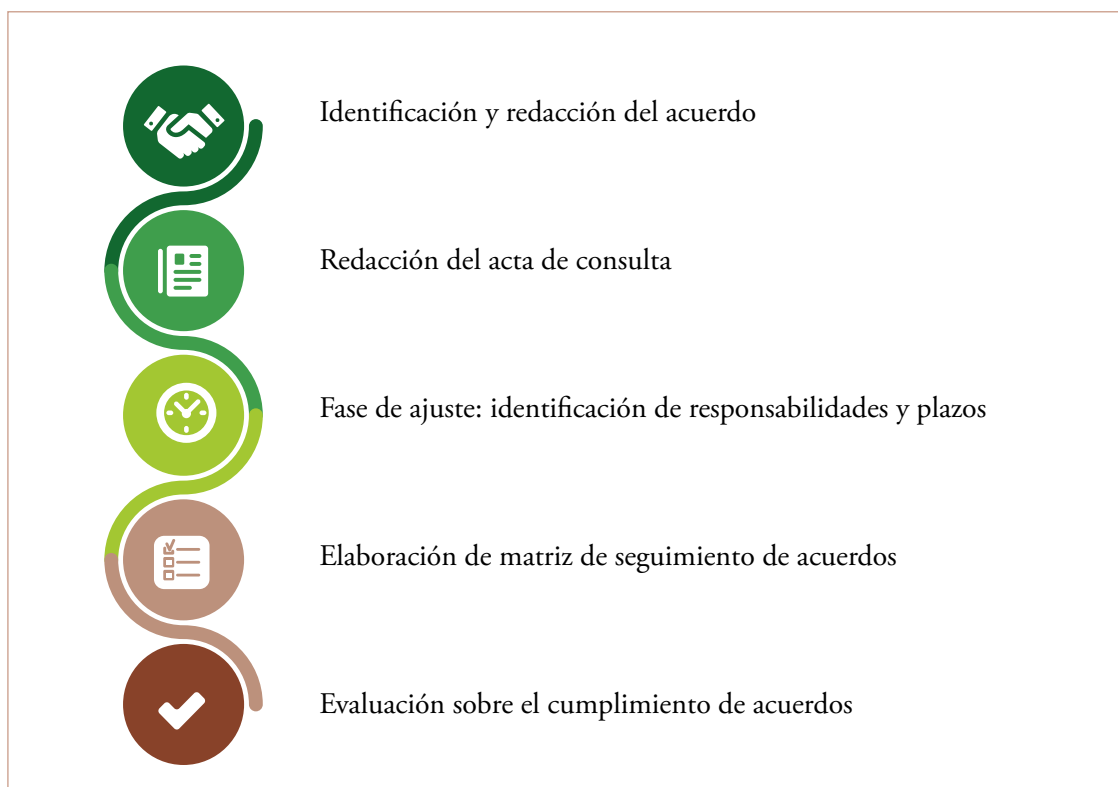 Identificación y redacción del acuerdo
Redacción del acta de consulta
Fase de ajuste: identificación de responsabilidades y plazos
Elaboración de matriz de seguimiento de acuerdos
Evaluación sobre el cumplimiento de acuerdos